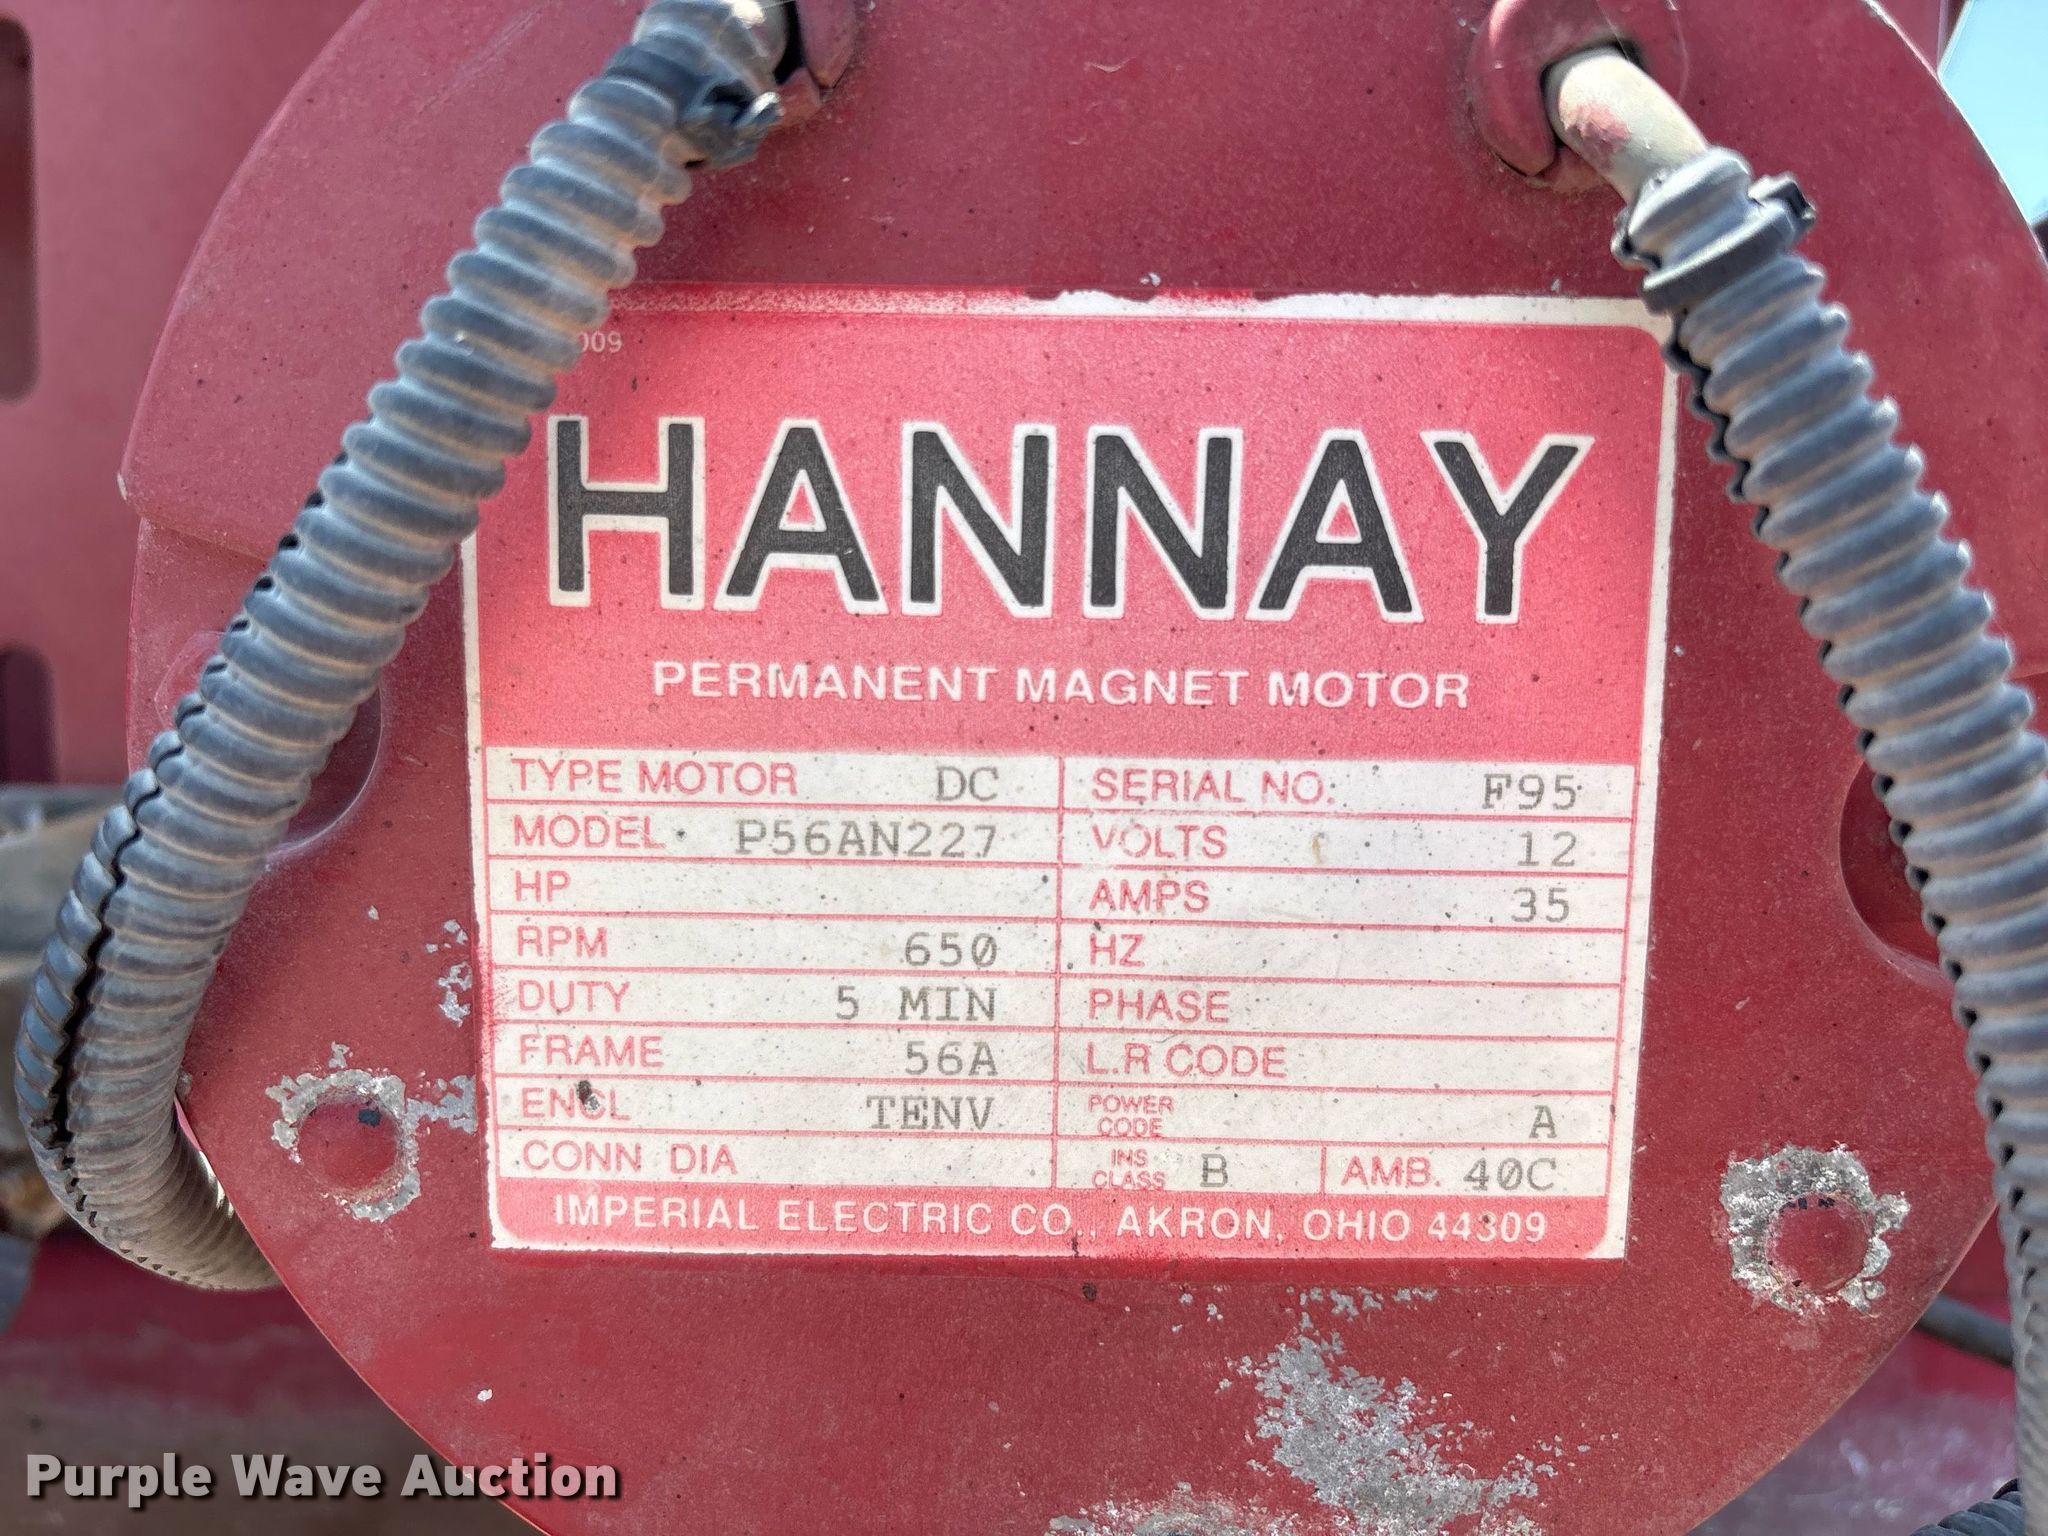 009
HANNAY
PERMANENT MAGNET MOTOR
TYPE MOTOR DC SERIAL NO. F95
MODEL P56AN227 VOLTS 12
HP AMPS 35
RPM 650 HZ
DUTY 5 MIN PHASE
FRAME 56A L.R CODE
ENCL TENV POWER CODE A
CONN DIA INS CLASS B AMB. 40C
IMPERIAL ELECTRIC CO., AKRON, OHIO 44309
Purple Wave Auction